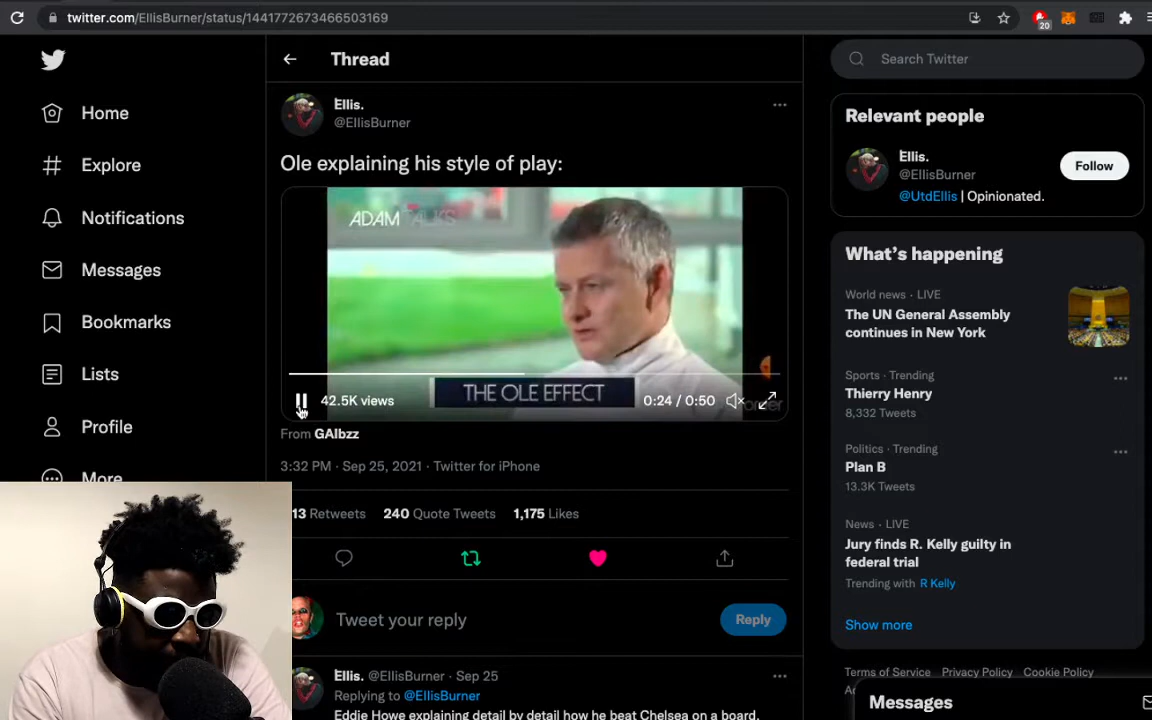 twitter.com/EllisBurner/status/1441772673466503169
20
Home
Explore
Notifications
Messages
Bookmarks
Lists
Profile
More
Thread
Ellis.
@EllisBurner
Ole explaining his style of play:
ADAM TALKS
THE OLE EFFECT
42.5K views
0:24 / 0:50
From GAIbzz
3:32 PM · Sep 25, 2021 · Twitter for iPhone
13 Retweets 240 Quote Tweets 1,175 Likes
Tweet your reply
Reply
Ellis. @EllisBurner · Sep 25
Replying to @EllisBurner
Eddie Howe explaining detail by detail how he beat Chelsea on a board.
Search Twitter
Relevant people
Ellis.
@EllisBurner
Follow
@UtdEllis | Opinionated.
What's happening
World news · LIVE
The UN General Assembly
continues in New York
Sports · Trending
Thierry Henry
8,332 Tweets
Politics · Trending
Plan B
13.3K Tweets
News · LIVE
Jury finds R. Kelly guilty in
federal trial
Trending with R Kelly
Show more
Terms of Service Privacy Policy Cookie Policy
Messages